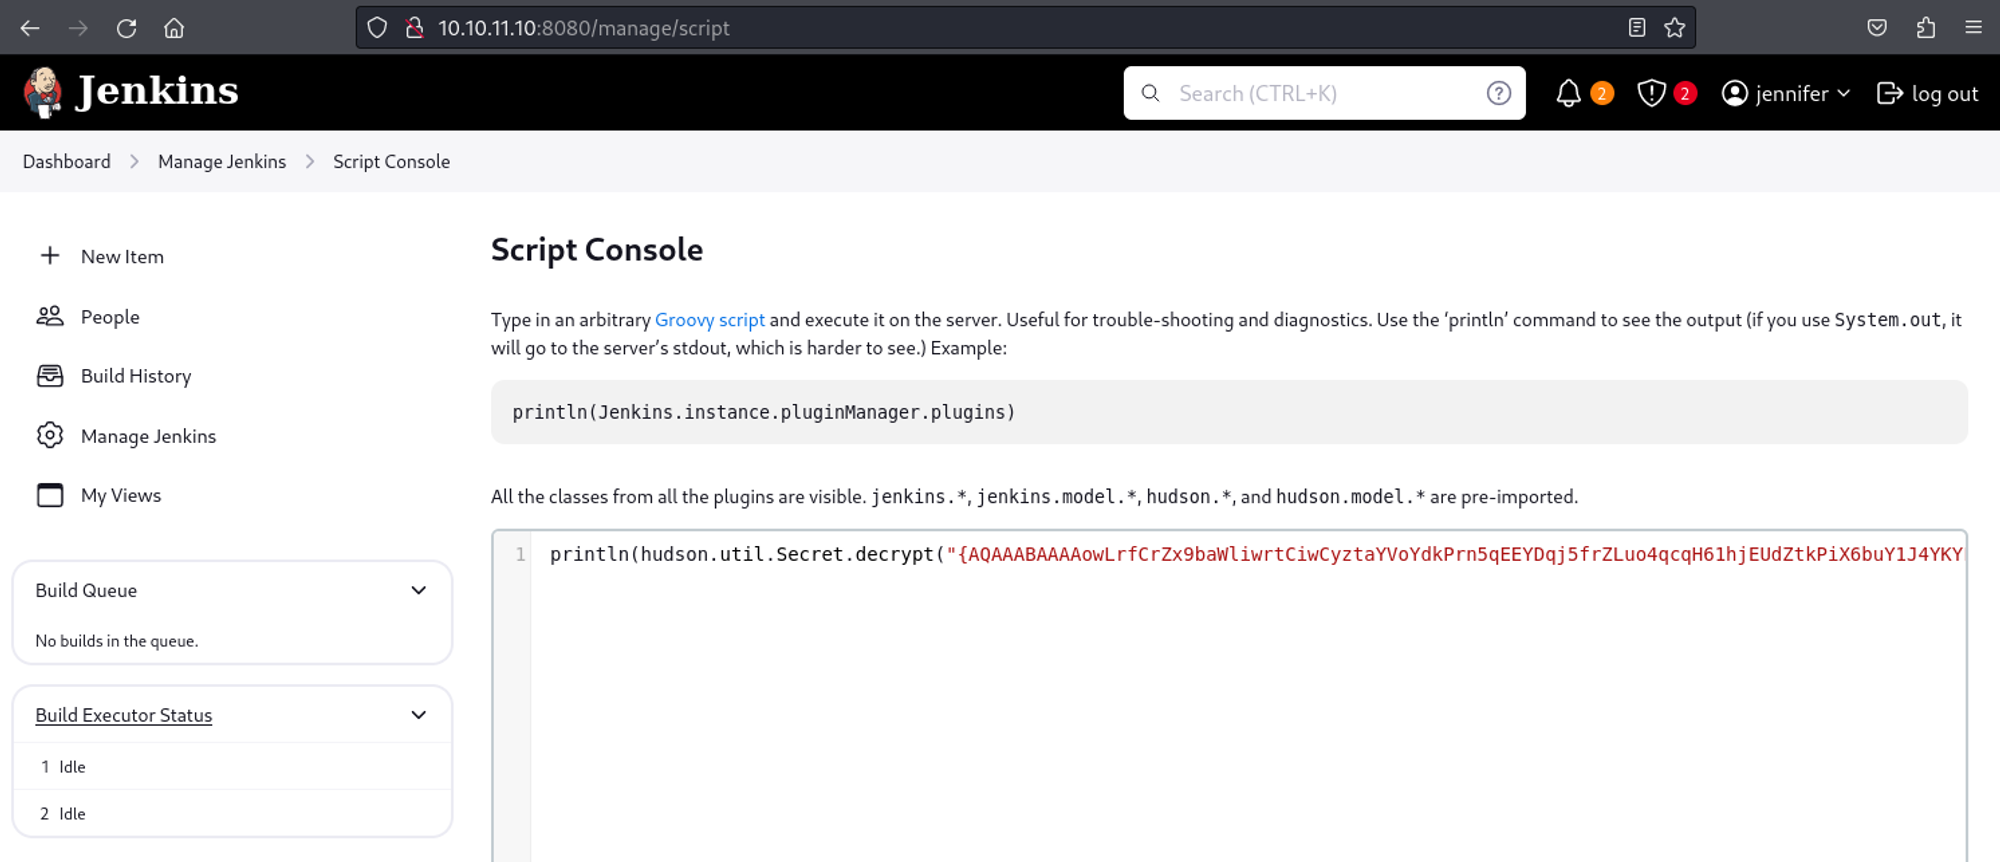 10.10.11.10:8080/manage/script
Jenkins
Search (CTRL+K)
?
2
2
jennifer
log out
Dashboard > Manage Jenkins > Script Console
New Item
People
Build History
Manage Jenkins
My Views
Build Queue
No builds in the queue.
Build Executor Status
1 Idle
2 Idle
Script Console
Type in an arbitrary Groovy script and execute it on the server. Useful for trouble-shooting and diagnostics. Use the ‘println’ command to see the output (if you use System.out, it
will go to the server’s stdout, which is harder to see.) Example:
println(Jenkins.instance.pluginManager.plugins)
All the classes from all the plugins are visible. jenkins.*, jenkins.model.*, hudson.*, and hudson.model.* are pre-imported.
1 println(hudson.util.Secret.decrypt("{AQAAABAAAAowLrfCrZx9baWliwrtCiwCyztaYVoYdkPrn5qEEYDqj5frZLuo4qcqH61hjEUdZtkPiX6buY1J4YKY